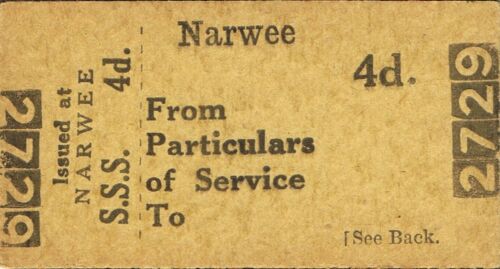 2729
Issued at
NARWEE
S.S.S. 4d.
Narwee
4d.
From
Particulars
of Service
To
[See Back.
2729